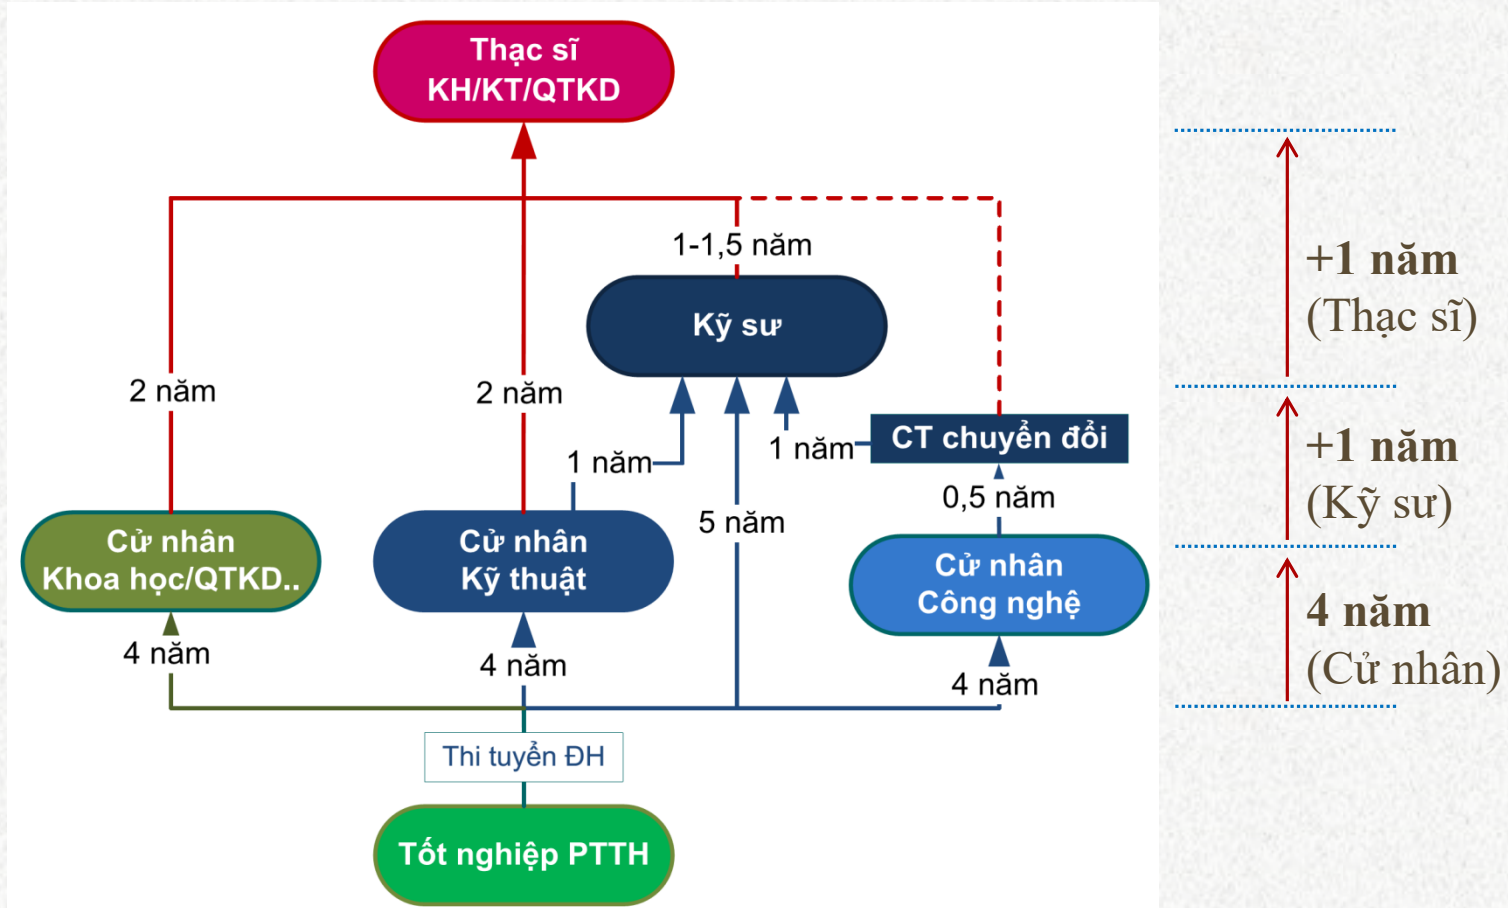 Thạc sĩ
KH/KT/QTKD
1-1,5 năm
+1 năm
(Thạc sĩ)
Kỹ sư
2 năm
2 năm
1 năm
1 năm
CT chuyển đổi
+1 năm
(Kỹ sư)
0,5 năm
5 năm
Cử nhân
Khoa học/QTKD..
Cử nhân
Kỹ thuật
Cử nhân
Công nghệ
4 năm
(Cử nhân)
4 năm
4 năm
4 năm
Thi tuyển ĐH
Tốt nghiệp PTTH